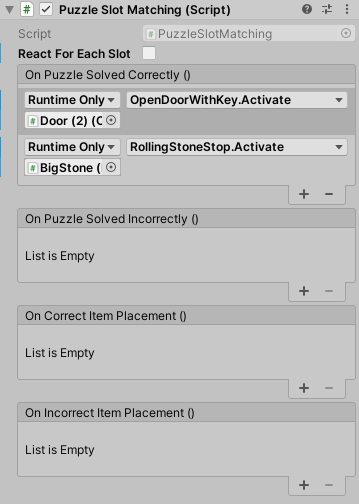 Puzzle Slot Matching (Script)
Script PuzzleSlotMatching
React For Each Slot
On Puzzle Solved Correctly ()
Runtime Only OpenDoorWithKey.Activate
Door (2) (
Runtime Only RollingStoneStop.Activate
BigStone (
On Puzzle Solved Incorrectly ()
List is Empty
On Correct Item Placement ()
List is Empty
On Incorrect Item Placement ()
List is Empty